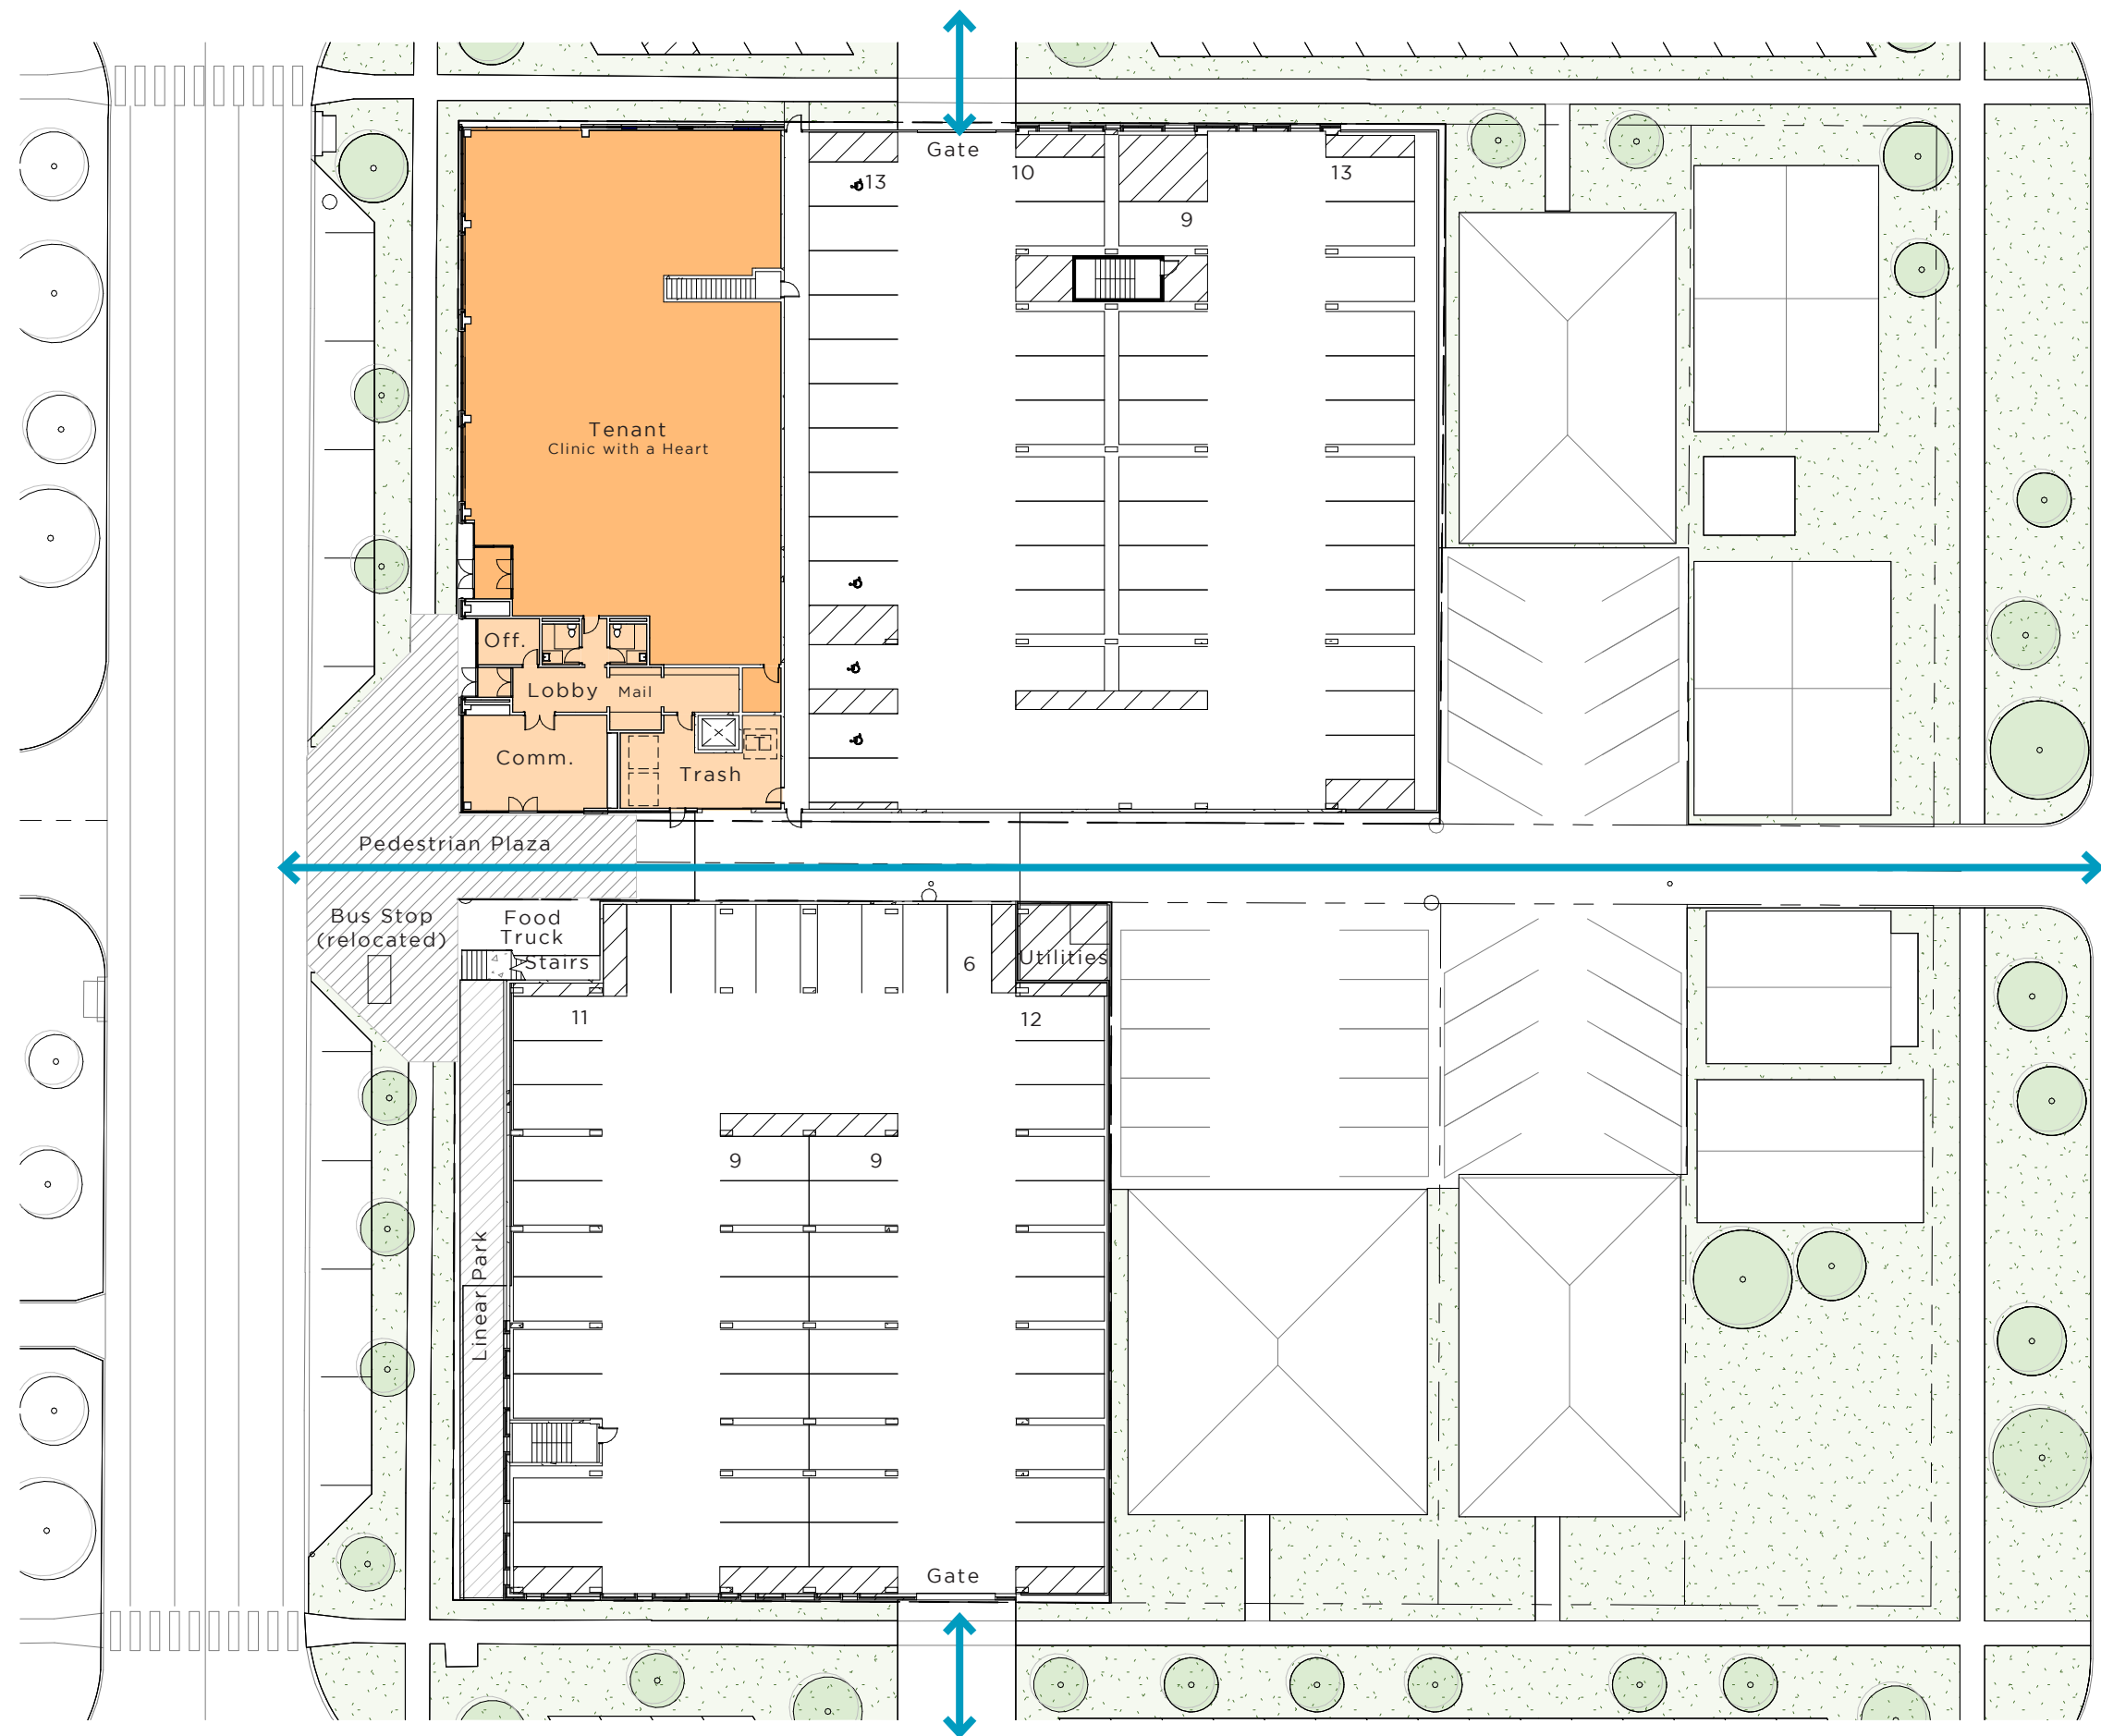 Gate
13
10
13
9
Tenant
Clinic with a Heart
Off.
Lobby
Mail
Comm.
Trash
Pedestrian Plaza
Bus Stop
(relocated)
Food
Truck
Stairs
6
Utilities
11
12
9
9
Linear Park
Gate